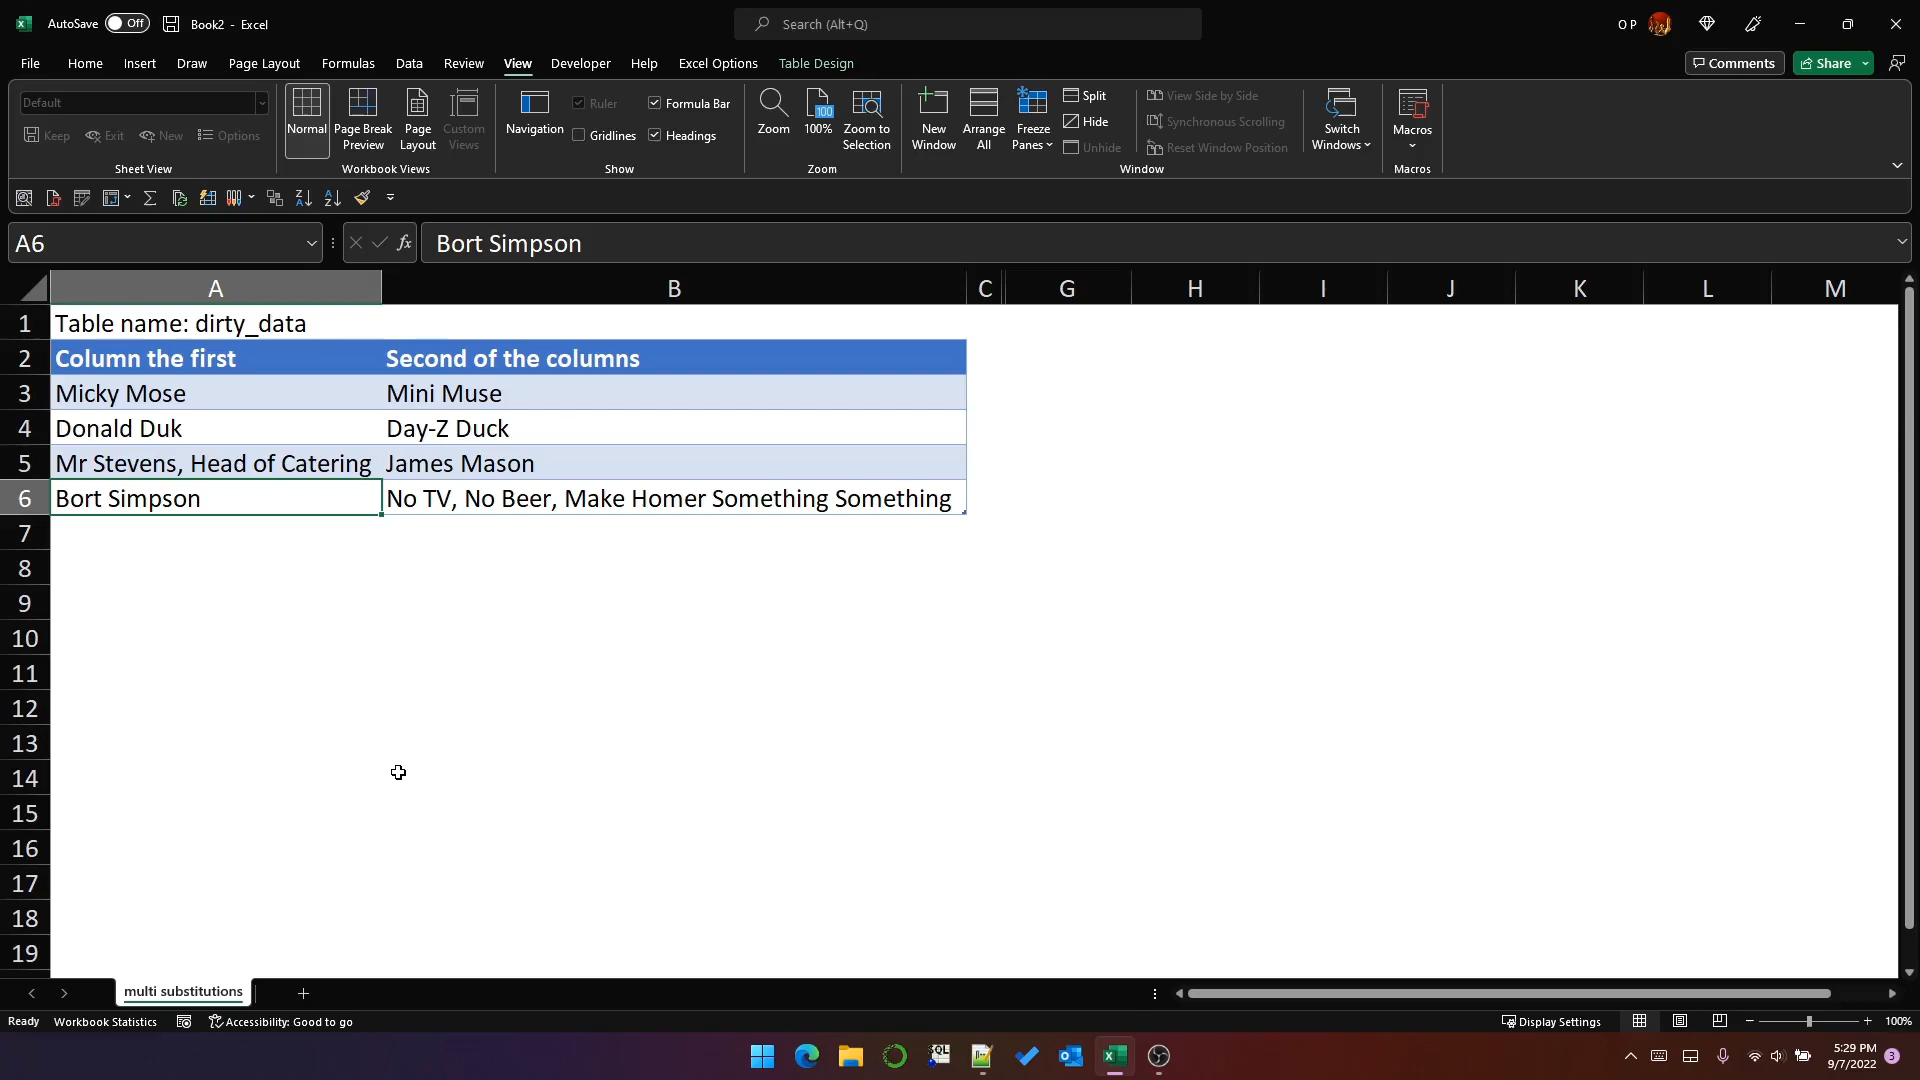 AutoSave Off Book2 - Excel Search (Alt+Q) O P
File Home Insert Draw Page Layout Formulas Data Review View Developer Help Excel Options Table Design Comments Share
Default
Keep Exit New Options
Sheet View
Normal Page Break Preview Page Layout Custom Views
Workbook Views
Navigation Ruler Formula Bar
Gridlines Headings
Show
Zoom 100 100% Zoom to Selection
Zoom
New Window Arrange All Freeze Panes Split
Hide
Unhide
View Side by Side
Synchronous Scrolling
Reset Window Position
Switch Windows
Window
Macros
Macros
A6 fx Bort Simpson
A B C G H I J K L M
1 Table name: dirty_data
2 Column the first Second of the columns
3 Micky Mose Mini Muse
4 Donald Duk Day-Z Duck
5 Mr Stevens, Head of Catering James Mason
6 Bort Simpson No TV, No Beer, Make Homer Something Something
7
8
9
10
11
12
13
14
15
16
17
18
19
multi substitutions
Ready Workbook Statistics Accessibility: Good to go Display Settings 100%
SQL
5:29 PM
9/7/2022 3